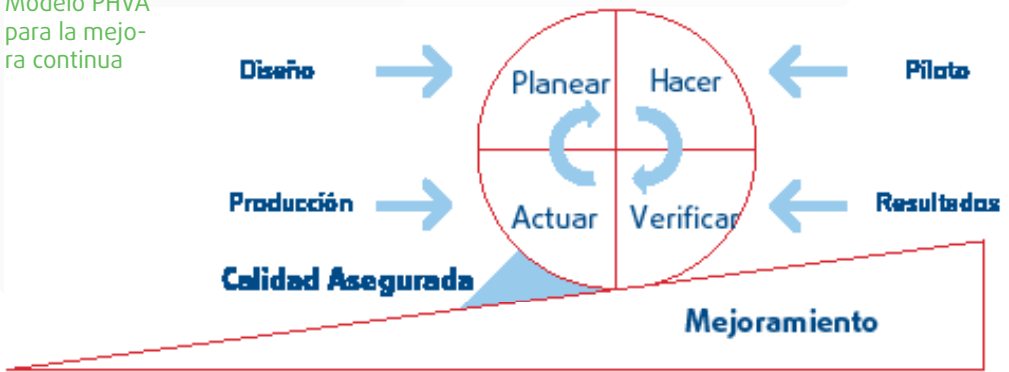 Modelo PHVA
para la mejo-
ra continua
Diseño
Planear
Hacer
Piloto
Producción
Actuar
Verificar
Resultados
Calidad Asegurada
Mejoramiento